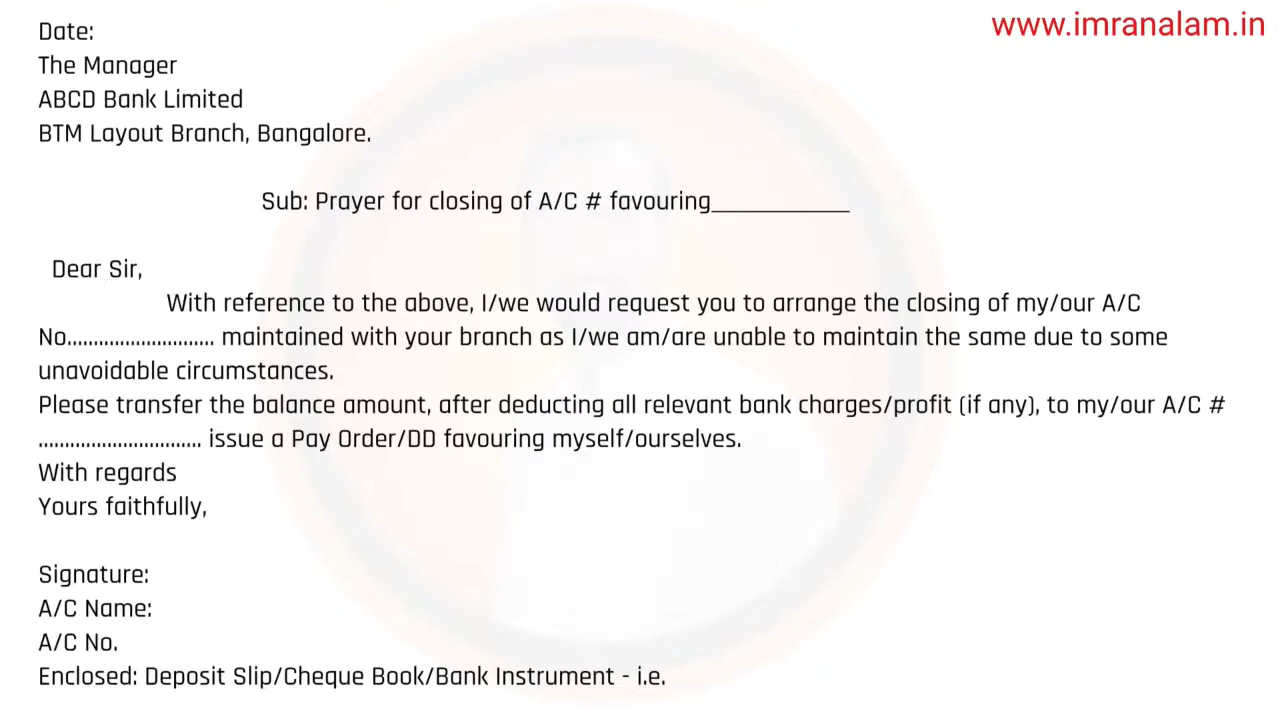 www.imranalam.in
Date:
The Manager
ABCD Bank Limited
BTM Layout Branch, Bangalore.
Sub: Prayer for closing of A/C # favouring___________
Dear Sir,
With reference to the above, I/we would request you to arrange the closing of my/our A/C
No............................ maintained with your branch as I/we am/are unable to maintain the same due to some
unavoidable circumstances.
Please transfer the balance amount, after deducting all relevant bank charges/profit (if any), to my/our A/C #
............................... issue a Pay Order/DD favouring myself/ourselves.
With regards
Yours faithfully,
Signature:
A/C Name:
A/C No.
Enclosed: Deposit Slip/Cheque Book/Bank Instrument - i.e.